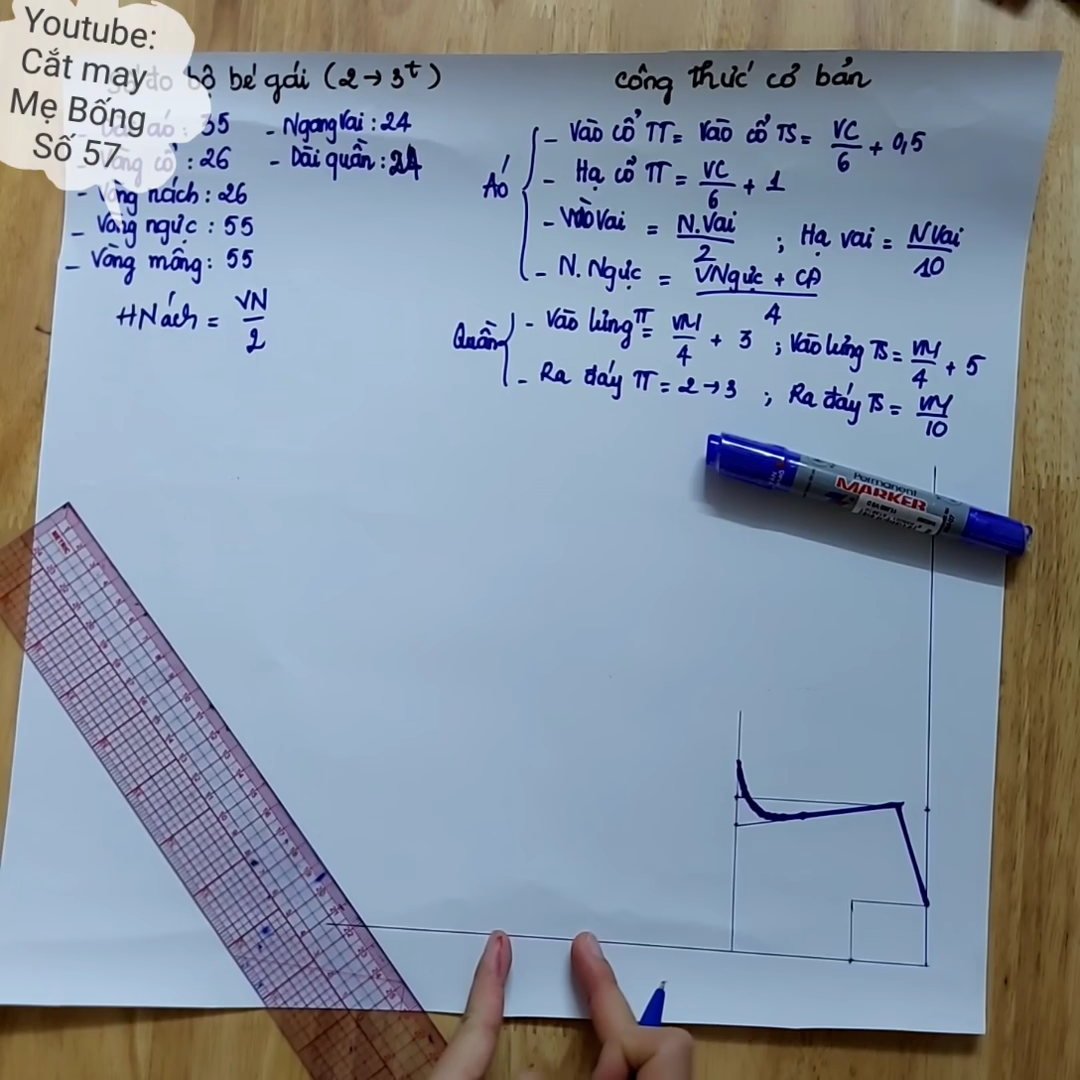 Youtube:
Cắt may
Mẹ Bống
Số 57
bộ bé gái (2→3t)
áo: 35
- Ngang vai: 24
cổ: 26
- Dài quần: 24
- Vòng nách: 26
- Vòng ngực: 55
- Vòng mông: 55
HNách = VN/2
công thức cơ bản
Áo
- Vào cổ TT = Vào cổ TS = VC/6 + 0,5
- Hạ cổ TT = VC/6 + 1
- Vào Vai = N.Vai/2 ; Hạ vai = NVai/10
- N. Ngực = VNgực + CĐ/4
Quần
- Vào lưng TT = VM/4 + 3 ; Vào lưng TS = VM/4 + 5
- Ra đáy TT = 2→3 ; Ra đáy TS = VM/10
Permanent
MARKER
METRIC